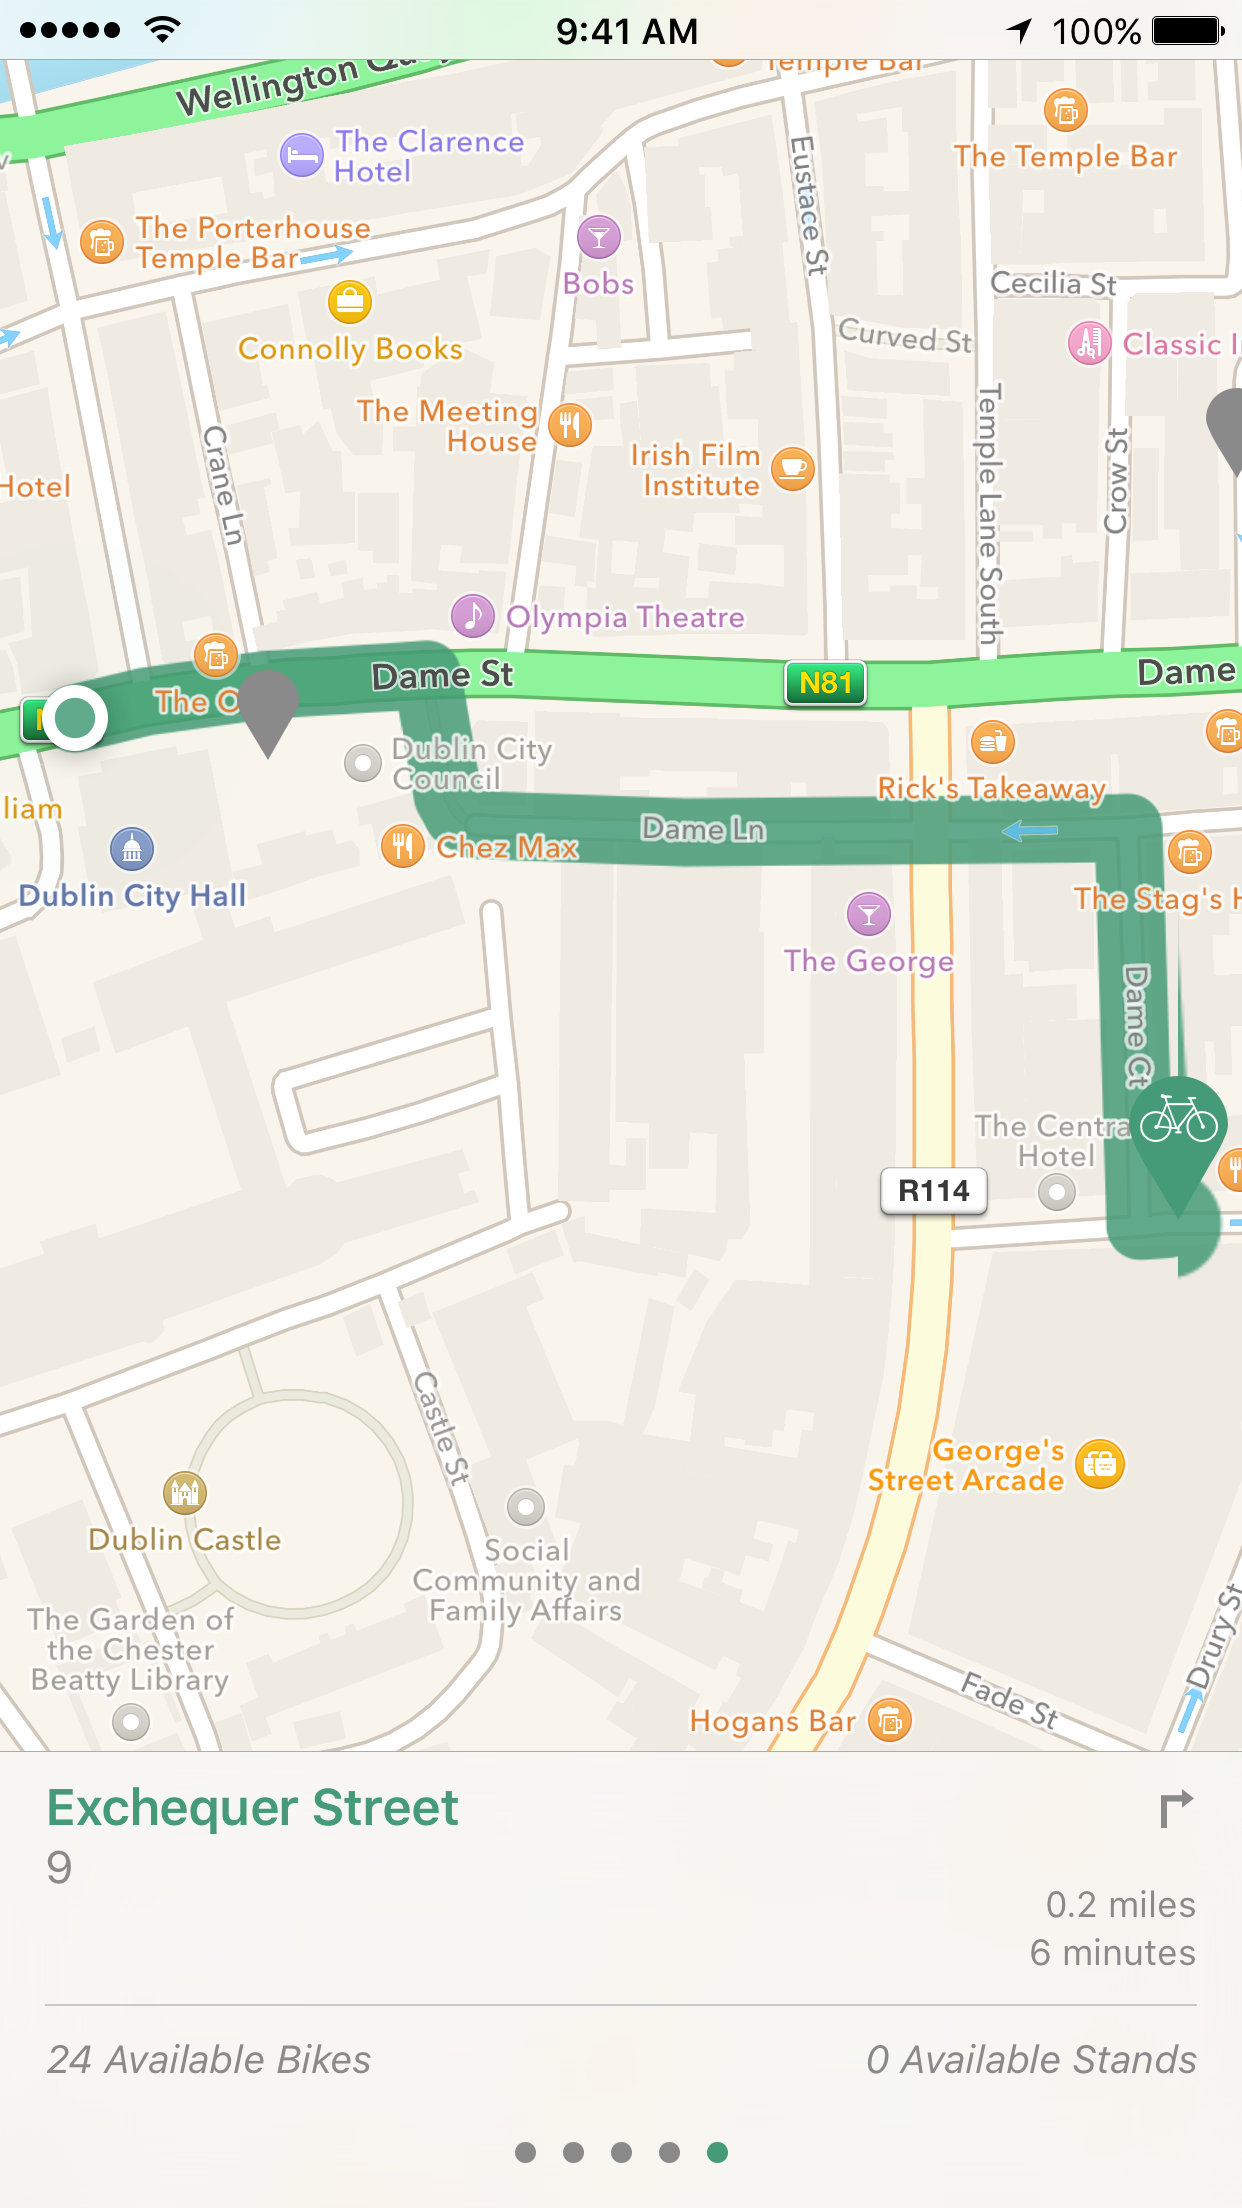 9:41 AM
100%
Wellington
Temple Bar
The Clarence
Hotel
The Temple Bar
Eustace St
The Porterhouse
Temple Bar
Bobs
Cecilia St
Connolly Books
Curved St
Classic
The Meeting
House
Irish Film
Institute
Crane Ln
Temple Lane South
Crow St
Hotel
Olympia Theatre
Dame St
N81
Dame
The
Dublin City
Council
Rick's Takeaway
liam
Dame Ln
Chez Max
Dublin City Hall
The Stag's
The George
Dame Ct
The Central
Hotel
R114
Castle St
George's
Street Arcade
Dublin Castle
Social
Community and
Family Affairs
The Garden of
the Chester
Beatty Library
Drury St
Fade St
Hogans Bar
Exchequer Street
9
0.2 miles
6 minutes
24 Available Bikes
0 Available Stands